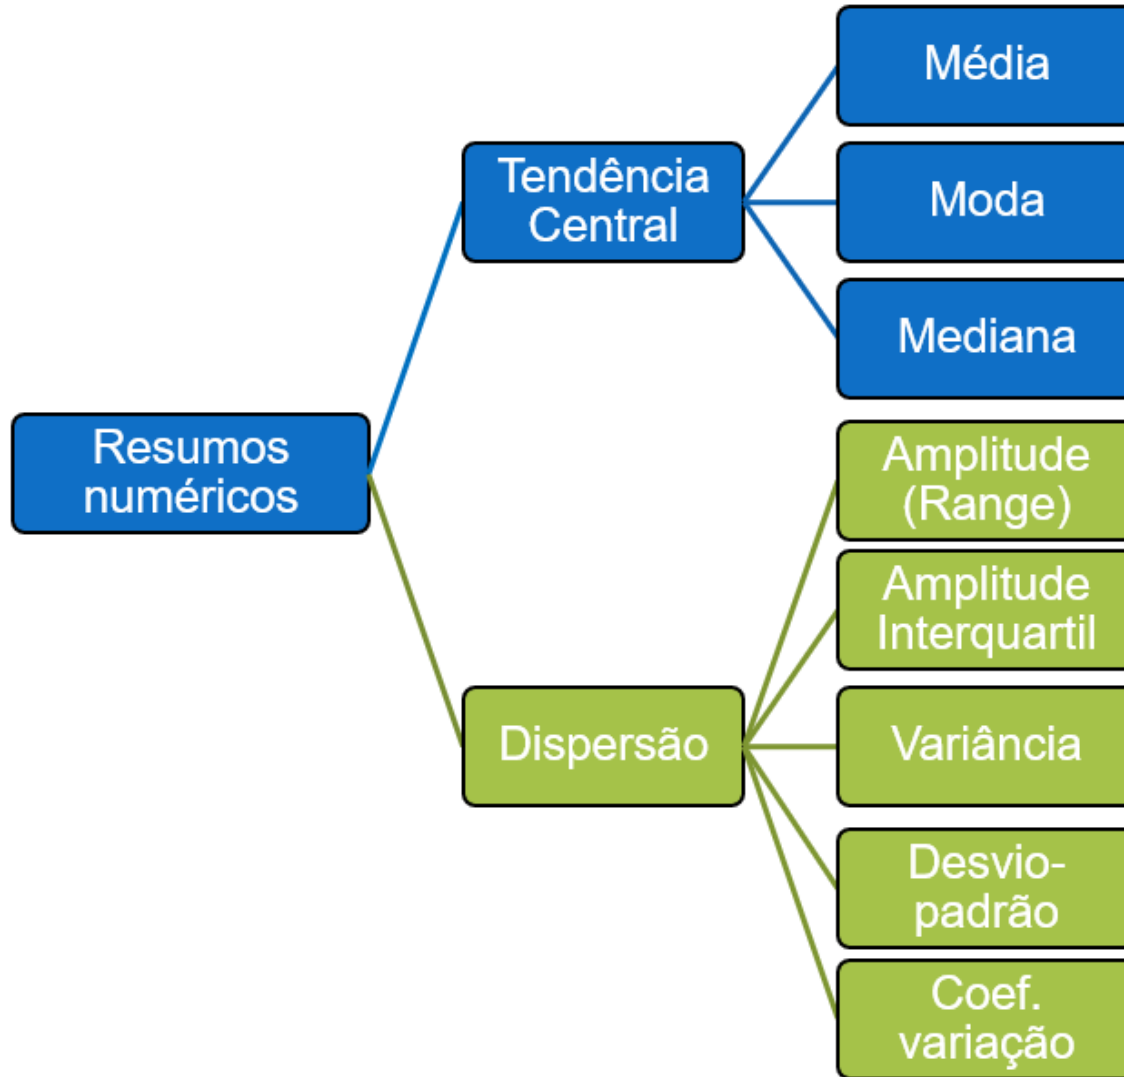 Resumos
numéricos
Tendência
Central
Média
Moda
Mediana
Dispersão
Amplitude
(Range)
Amplitude
Interquartil
Variância
Desvio-
padrão
Coef.
variação